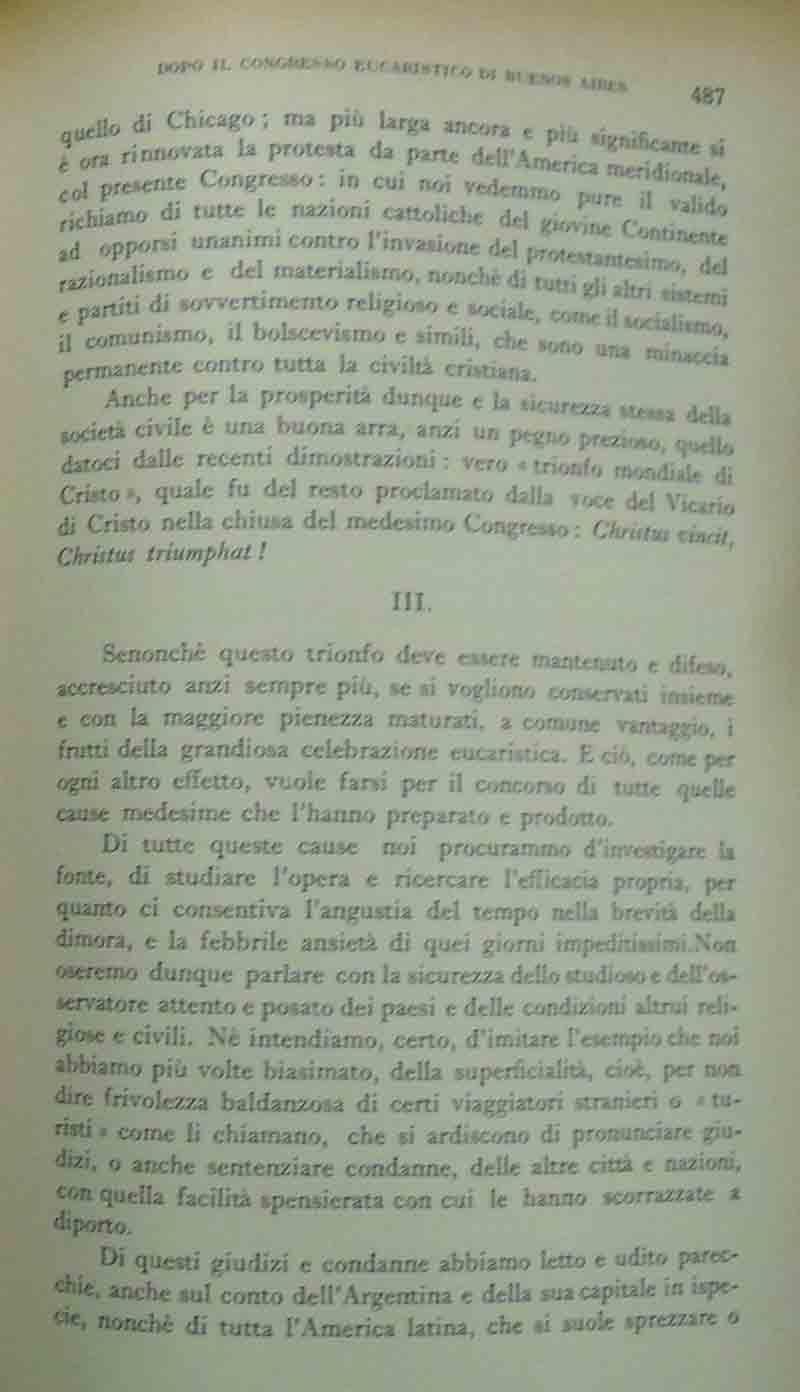 DOPO IL CONGRESSO EUCARISTICO DI BUENOS AIRES
487
quello di Chicago ; ma più larga ancora e più significante si
è ora rinnovata la protesta da parte dell'America meridionale,
col presente Congresso : in cui noi vedemmo pure il valido
richiamo di tutte le nazioni cattoliche del giovine Continente
ad opporsi unanimi contro l'invasione del protestantesimo, del
razionalismo e del materialismo, nonchè di tutti gli altri sistemi
e partiti di sovvertimento religioso e sociale, come il socialismo,
il comunismo, il bolscevismo e simili, che sono una minaccia
permanente contro tutta la civiltà cristiana.
Anche per la prosperità dunque e la sicurezza stessa della
società civile è una buona arra, anzi un pegno prezioso, quello
datoci dalle recenti dimostrazioni : vero « trionfo mondiale di
Cristo », quale fu del resto proclamato dalla voce del Vicario
di Cristo nella chiusa del medesimo Congresso : Christus vincit,
Christus triumphat !
III.
Senonchè questo trionfo deve essere mantenuto e difeso,
accresciuto anzi sempre più, se si vogliono conservati insieme
e con la maggiore pienezza maturati, a comune vantaggio, i
frutti della grandiosa celebrazione eucaristica. E ciò, come per
ogni altro effetto, vuole farsi per il concorso di tutte quelle
cause medesime che l'hanno preparato e prodotto.
Di tutte queste cause noi procurammo d'investigare la
fonte, di studiare l'opera e ricercare l'efficacia propria, per
quanto ci consentiva l'angustia del tempo nella brevità della
dimora, e la febbrile ansietà di quei giorni impeditissimi. Non
oseremo dunque parlare con la sicurezza dello studioso e dell'os-
servatore attento e posato dei paesi e delle condizioni altrui reli-
giose e civili. Nè intendiamo, certo, d'imitare l'esempio che noi
abbiamo più volte biasimato, della superficialità, cioè, per non
dire frivolezza baldanzosa di certi viaggiatori stranieri o « tu-
risti » come li chiamano, che si ardiscono di pronunciare giu-
dizi, o anche sentenziare condanne, delle altre città e nazioni,
con quella facilità spensierata con cui le hanno scorrazzate a
diporto.
Di questi giudizi e condanne abbiamo letto e udito parec-
chie, anche sul conto dell'Argentina e della sua capitale in ispe-
cie, nonchè di tutta l'America latina, che si suole sprezzare o